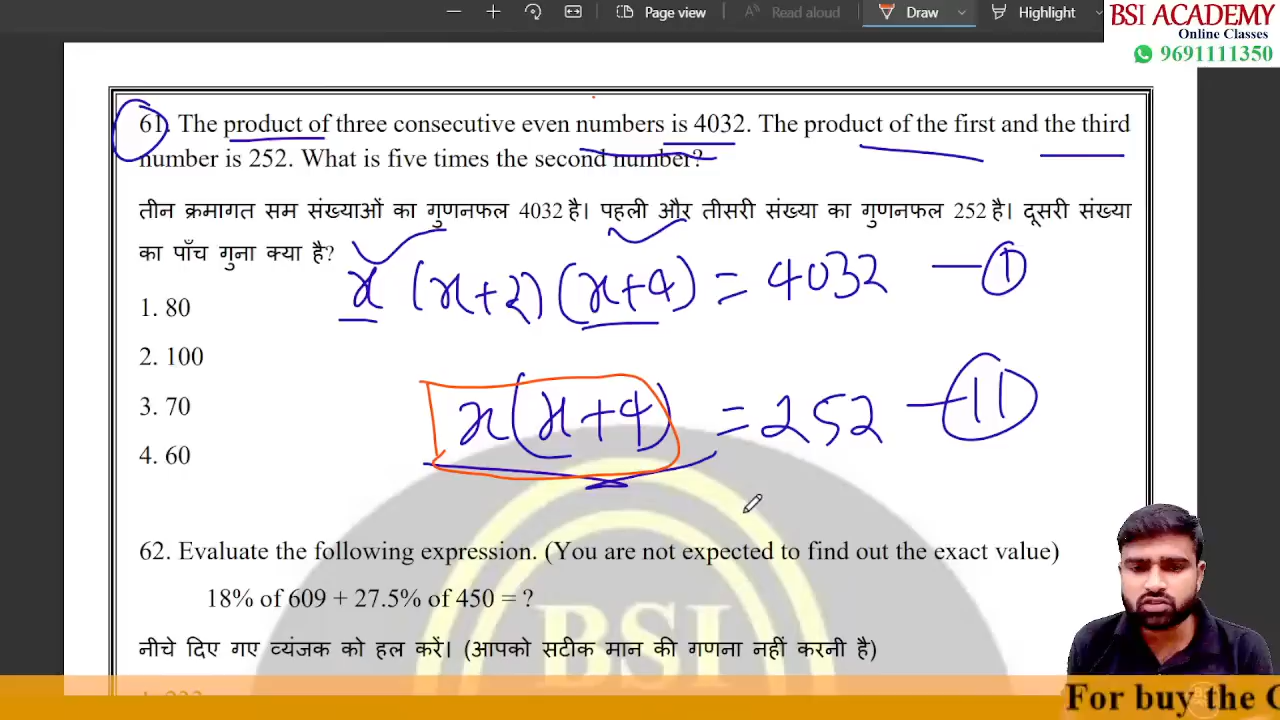 Page view
Read aloud
Draw
Highlight
BSI ACADEMY
Online Classes
9691111350
61. The product of three consecutive even numbers is 4032. The product of the first and the third
number is 252. What is five times the second number?
तीन क्रमागत सम संख्याओं का गुणनफल 4032 है। पहली और तीसरी संख्या का गुणनफल 252 है। दूसरी संख्या
का पाँच गुना क्या है?
x (x+2) (x+4) = 4032 — 1
1. 80
2. 100
3. 70
x(x+4) = 252 — 11
4. 60
62. Evaluate the following expression. (You are not expected to find out the exact value)
18% of 609 + 27.5% of 450 = ?
नीचे दिए गए व्यंजक को हल करें। (आपको सटीक मान की गणना नहीं करनी है)
BSI
For buy the